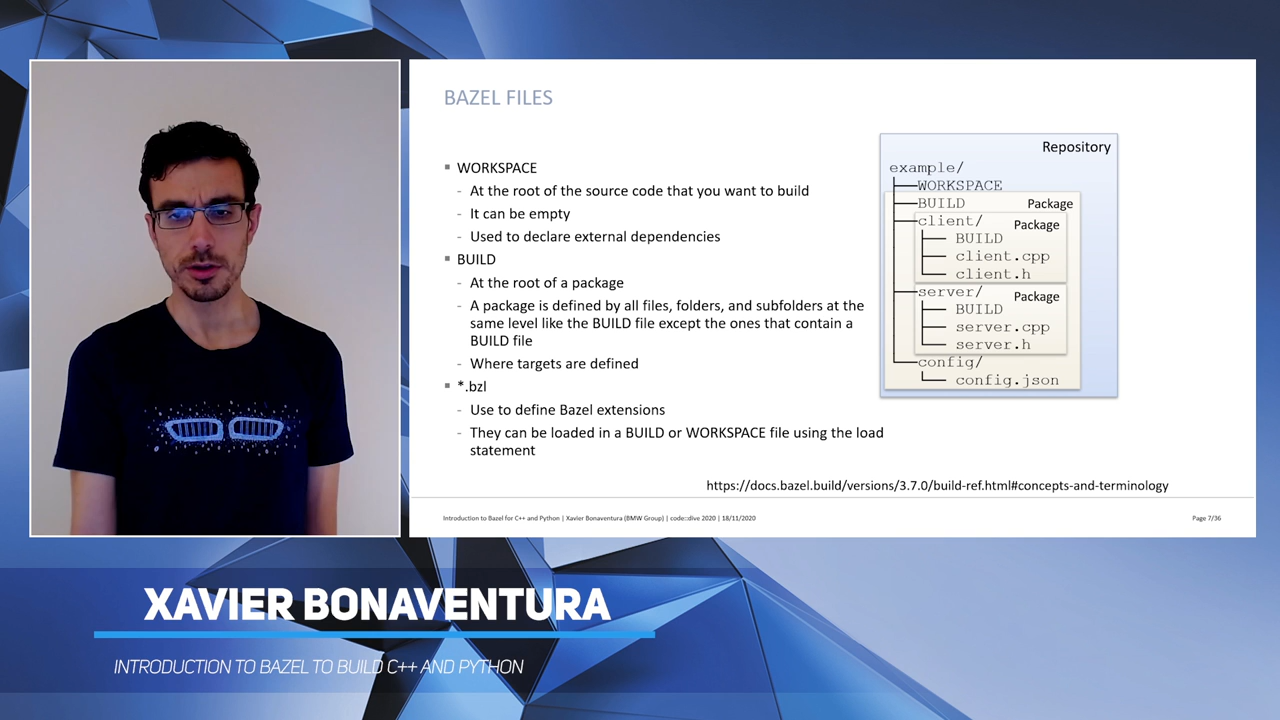 BAZEL FILES
WORKSPACE
- At the root of the source code that you want to build
- It can be empty
- Used to declare external dependencies
BUILD
- At the root of a package
- A package is defined by all files, folders, and subfolders at the
same level like the BUILD file except the ones that contain a
BUILD file
- Where targets are defined
*.bzl
- Use to define Bazel extensions
- They can be loaded in a BUILD or WORKSPACE file using the load
statement
Repository
example/
WORKSPACE
BUILD Package
client/ Package
BUILD
client.cpp
client.h
server/ Package
BUILD
server.cpp
server.h
config/
config.json
https://docs.bazel.build/versions/3.7.0/build-ref.html#concepts-and-terminology
Introduction to Bazel for C++ and Python | Xavier Bonaventura (BMW Group) | code::dive 2020 | 18/11/2020
Page 7/36
XAVIER BONAVENTURA
INTRODUCTION TO BAZEL TO BUILD C++ AND PYTHON